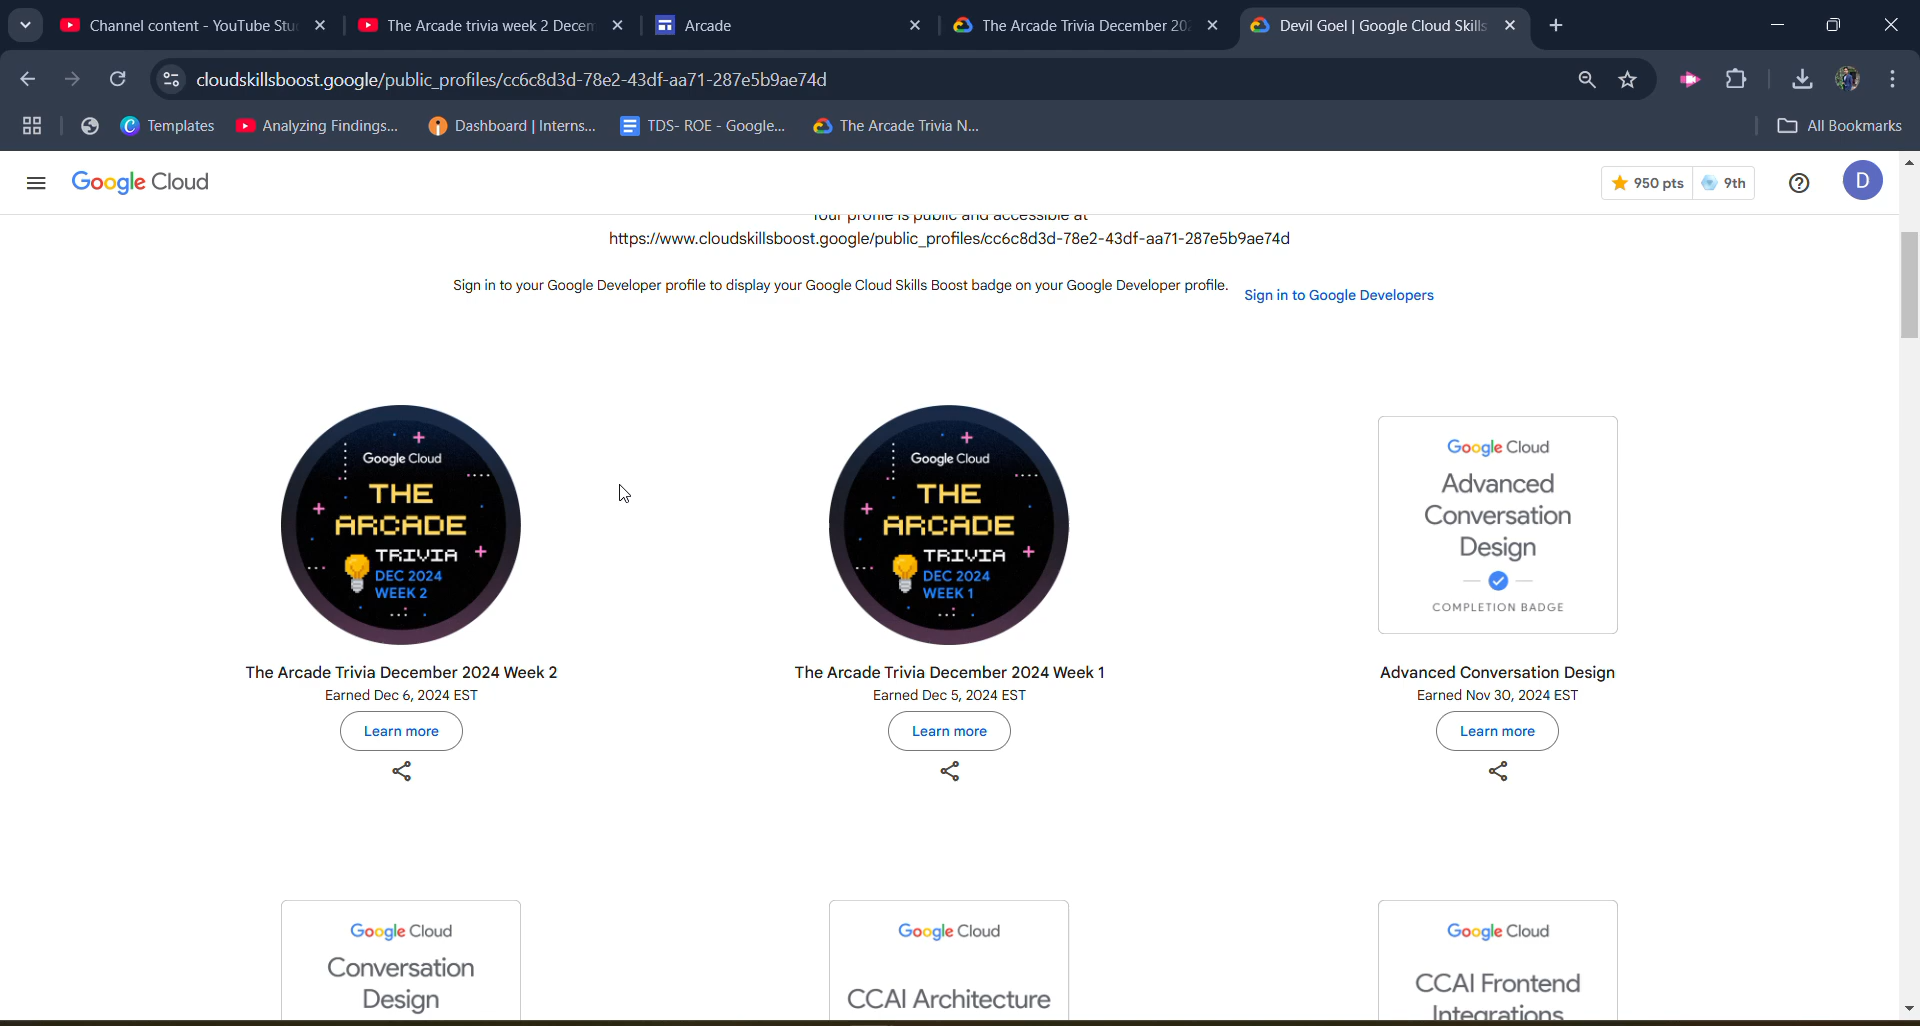 Channel content - YouTube Stu
The Arcade trivia week 2 Decem
Arcade
The Arcade Trivia December 20
Devil Goel | Google Cloud Skills
cloudskillsboost.google/public_profiles/cc6c8d3d-78e2-43df-aa71-287e5b9ae74d
Templates
Analyzing Findings...
Dashboard | Interns...
TDS- ROE - Google...
The Arcade Trivia N...
All Bookmarks
Google Cloud
950 pts
9th
D
Your profile is public and accessible at
https://www.cloudskillsboost.google/public_profiles/cc6c8d3d-78e2-43df-aa71-287e5b9ae74d
Sign in to your Google Developer profile to display your Google Cloud Skills Boost badge on your Google Developer profile.
Sign in to Google Developers
Google Cloud
THE
ARCADE
TRIVIA
DEC 2024
WEEK 2
The Arcade Trivia December 2024 Week 2
Earned Dec 6, 2024 EST
Learn more
Google Cloud
THE
ARCADE
TRIVIA
DEC 2024
WEEK 1
The Arcade Trivia December 2024 Week 1
Earned Dec 5, 2024 EST
Learn more
Google Cloud
Advanced
Conversation
Design
COMPLETION BADGE
Advanced Conversation Design
Earned Nov 30, 2024 EST
Learn more
Google Cloud
Conversation
Design
Google Cloud
CCAI Architecture
Google Cloud
CCAI Frontend
Integrations